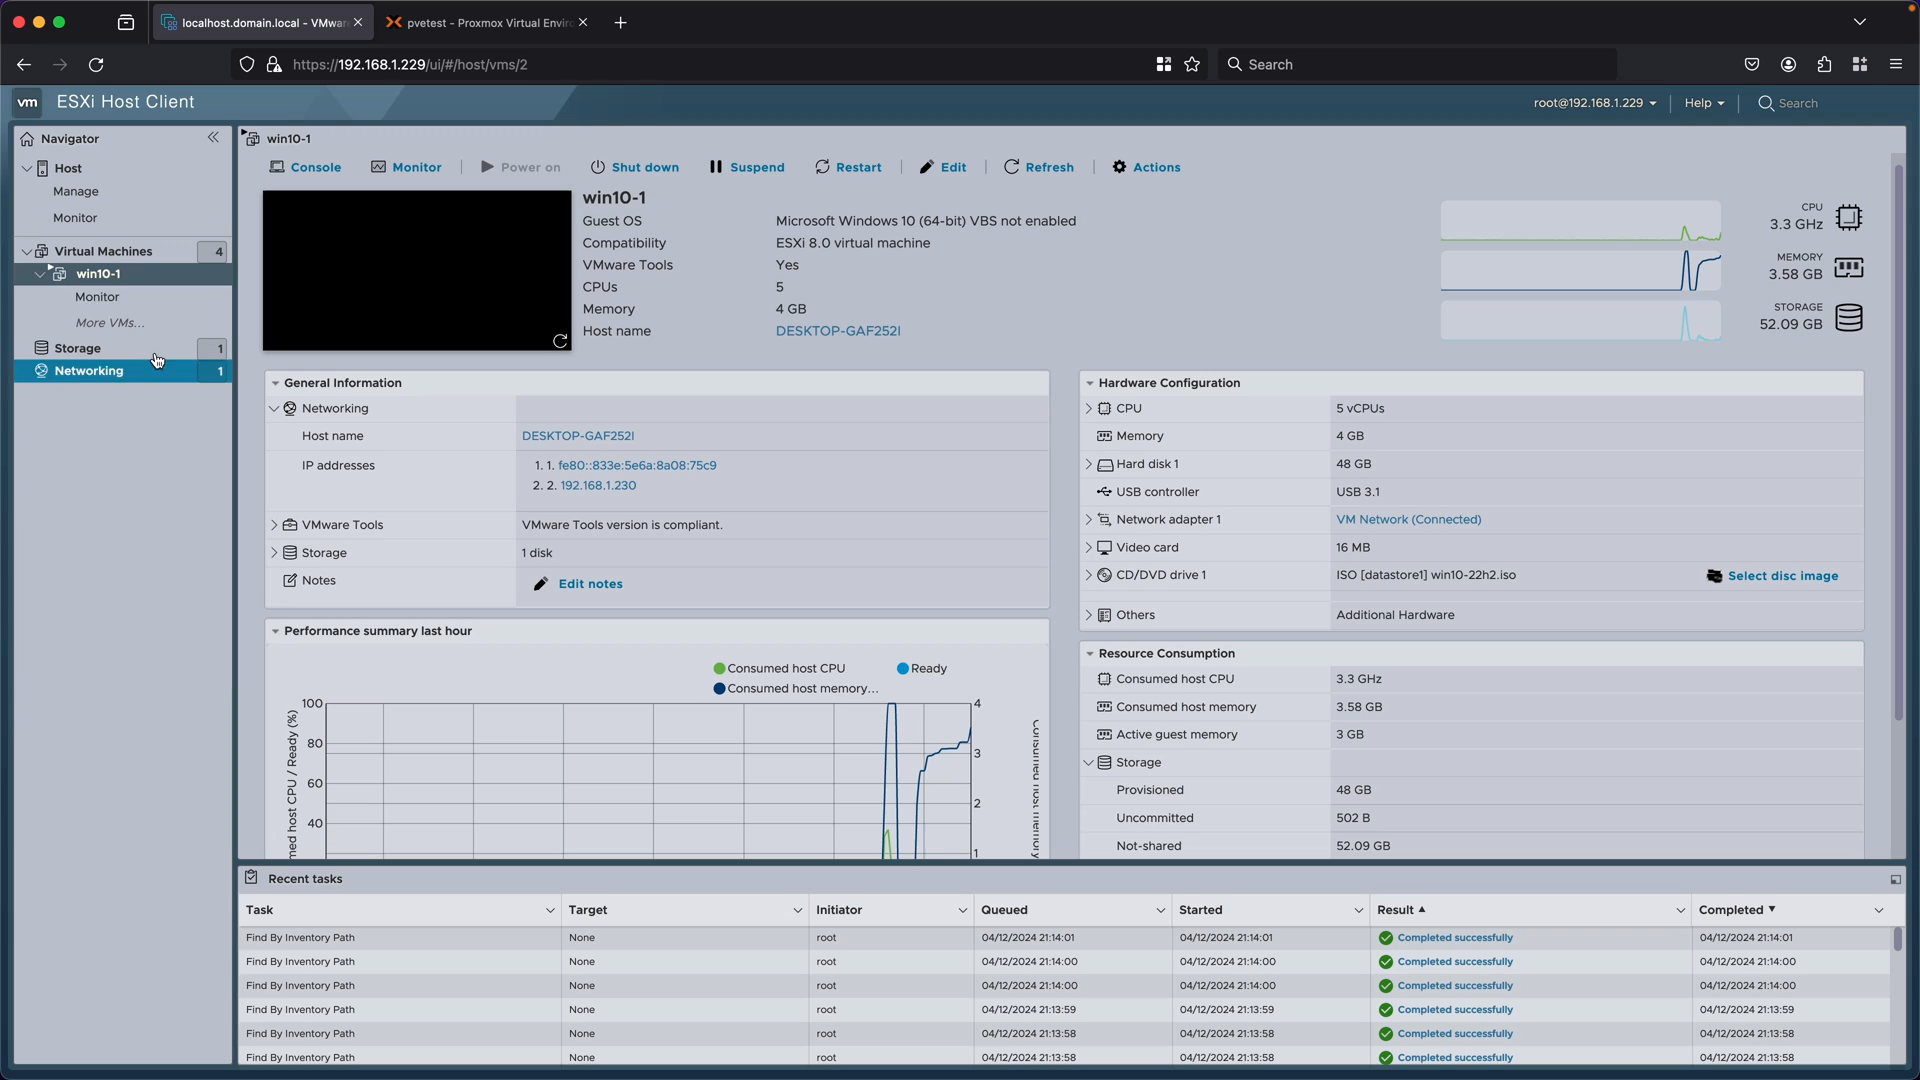 localhost.domain.local - VMwar
pvetest - Proxmox Virtual Enviro
https://192.168.1.229/ui/#/host/vms/2
Search
vm
ESXi Host Client
root@192.168.1.229
Help
Search
Navigator
Host
Manage
Monitor
Virtual Machines
4
win10-1
Monitor
More VMs...
Storage
1
Networking
1
win10-1
Console
Monitor
Power on
Shut down
Suspend
Restart
Edit
Refresh
Actions
win10-1
Guest OS Microsoft Windows 10 (64-bit) VBS not enabled
Compatibility ESXi 8.0 virtual machine
VMware Tools Yes
CPUs 5
Memory 4 GB
Host name DESKTOP-GAF252I
CPU
3.3 GHz
MEMORY
3.58 GB
STORAGE
52.09 GB
General Information
Networking
Host name DESKTOP-GAF252I
IP addresses 1. 1. fe80::833e:5e6a:8a08:75c9
2. 2. 192.168.1.230
VMware Tools VMware Tools version is compliant.
Storage 1 disk
Notes Edit notes
Performance summary last hour
Consumed host CPU
Ready
Consumed host memory...
100
80
60
40
4
3
2
1
med host CPU / Ready (%)
Consumed host memory
Hardware Configuration
CPU 5 vCPUs
Memory 4 GB
Hard disk 1 48 GB
USB controller USB 3.1
Network adapter 1 VM Network (Connected)
Video card 16 MB
CD/DVD drive 1 ISO [datastore1] win10-22h2.iso Select disc image
Others Additional Hardware
Resource Consumption
Consumed host CPU 3.3 GHz
Consumed host memory 3.58 GB
Active guest memory 3 GB
Storage
Provisioned 48 GB
Uncommitted 502 B
Not-shared 52.09 GB
Recent tasks
Task Target Initiator Queued Started Result Completed
Find By Inventory Path None root 04/12/2024 21:14:01 04/12/2024 21:14:01 Completed successfully 04/12/2024 21:14:01
Find By Inventory Path None root 04/12/2024 21:14:00 04/12/2024 21:14:00 Completed successfully 04/12/2024 21:14:00
Find By Inventory Path None root 04/12/2024 21:14:00 04/12/2024 21:14:00 Completed successfully 04/12/2024 21:14:00
Find By Inventory Path None root 04/12/2024 21:13:59 04/12/2024 21:13:59 Completed successfully 04/12/2024 21:13:59
Find By Inventory Path None root 04/12/2024 21:13:58 04/12/2024 21:13:58 Completed successfully 04/12/2024 21:13:58
Find By Inventory Path None root 04/12/2024 21:13:58 04/12/2024 21:13:58 Completed successfully 04/12/2024 21:13:58